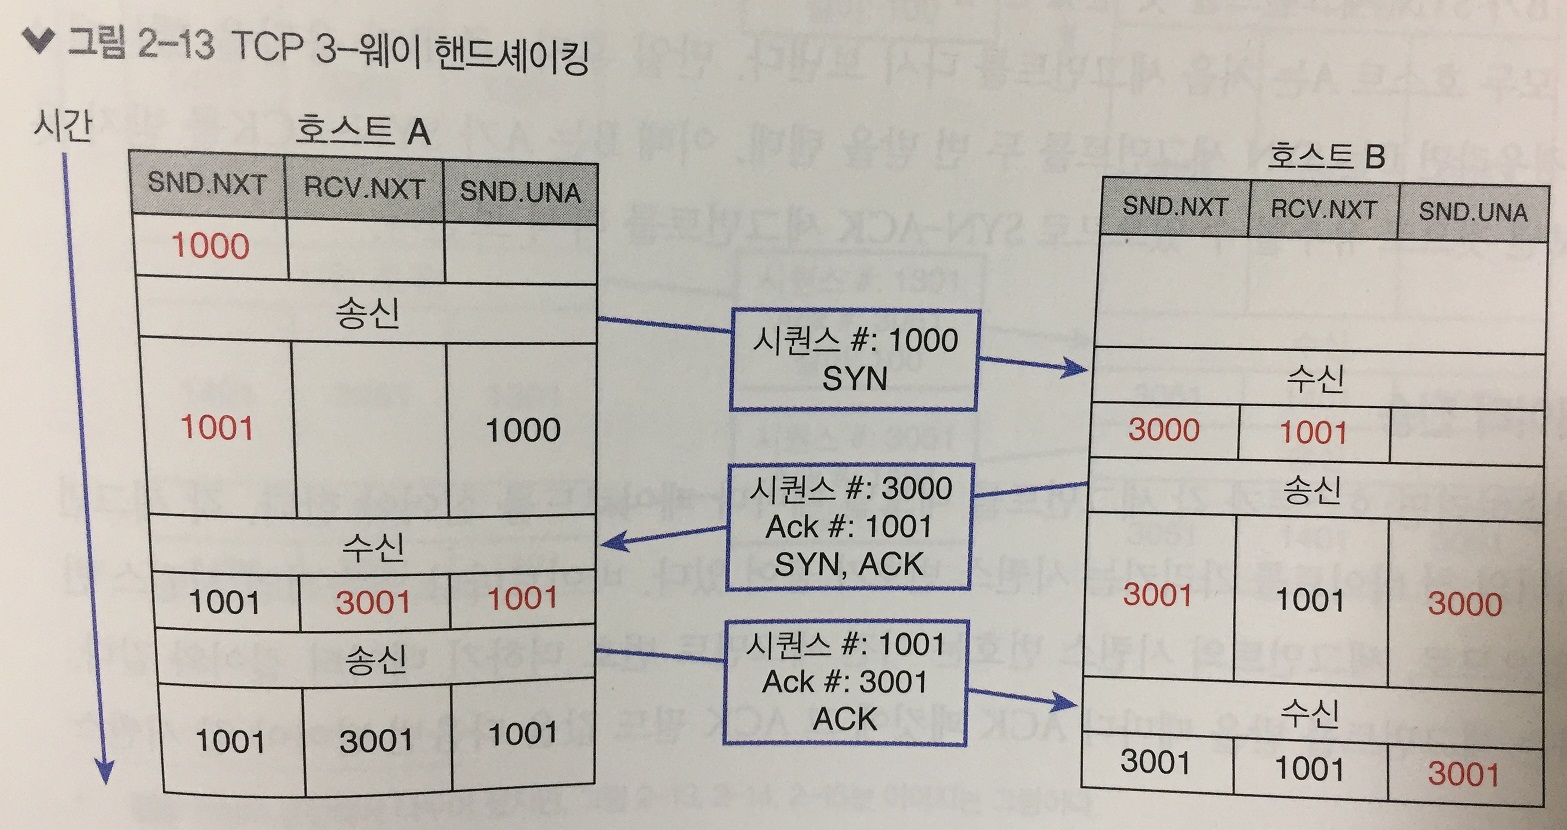 그림 2-13 TCP 3-웨이 핸드셰이킹
시간
호스트 A
SND.NXT RCV.NXT SND.UNA
1000
송신
1001 1000
수신
1001 3001 1001
송신
1001 3001 1001
시퀀스 #: 1000
SYN
시퀀스 #: 3000
Ack #: 1001
SYN, ACK
시퀀스 #: 1001
Ack #: 3001
ACK
호스트 B
SND.NXT RCV.NXT SND.UNA
수신
3000 1001
송신
3001 1001 3000
수신
3001 1001 3001